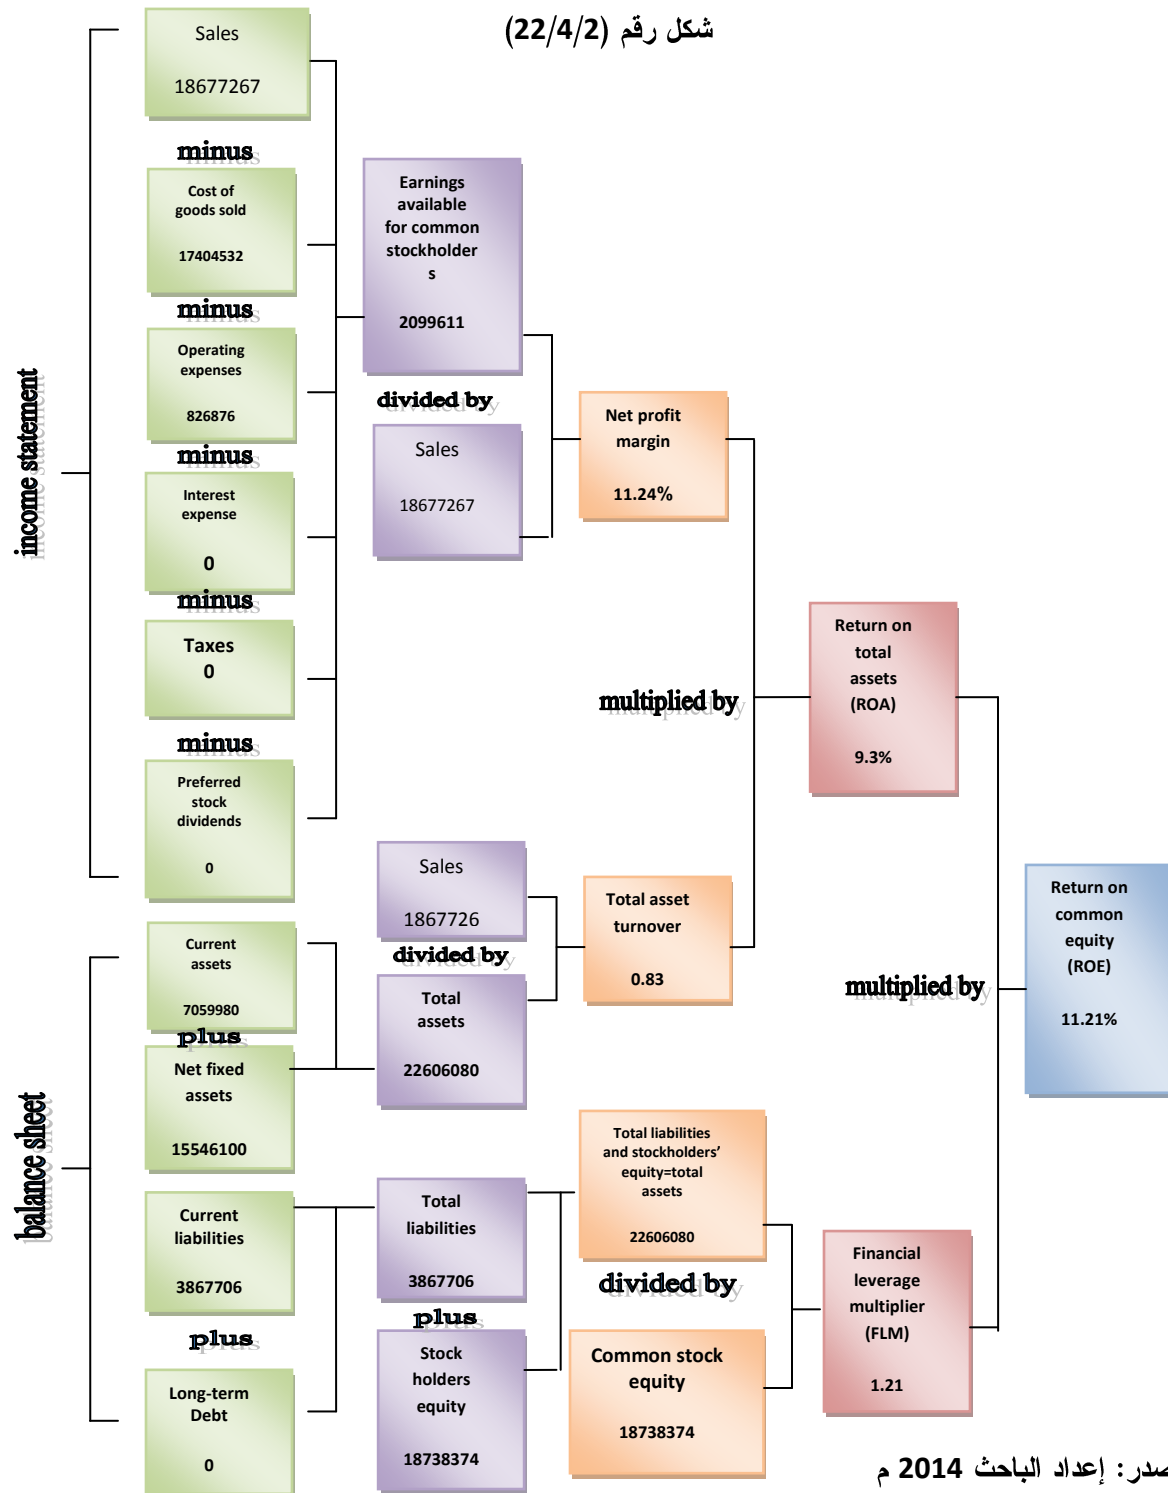 شكل رقم (22/4/2)
income statement
Sales
18677267
minus
Cost of
goods sold
17404532
minus
Operating
expenses
826876
minus
Interest
expense
0
minus
Taxes
0
minus
Preferred
stock
dividends
0
Earnings
available
for common
stockholder
s
2099611
divided by
Sales
18677267
Net profit
margin
11.24%
multiplied by
Return on
total
assets
(ROA)
9.3%
Sales
1867726
divided by
Total
assets
22606080
Total asset
turnover
0.83
multiplied by
Return on
common
equity
(ROE)
11.21%
balance sheet
Current
assets
7059980
plus
Net fixed
assets
15546100
Current
liabilities
3867706
plus
Long-term
Debt
0
Total
liabilities
3867706
plus
Stock
holders
equity
18738374
Total liabilities
and stockholders'
equity=total
assets
22606080
divided by
Common stock
equity
18738374
Financial
leverage
multiplier
(FLM)
1.21
صدر: إعداد الباحث 2014 م